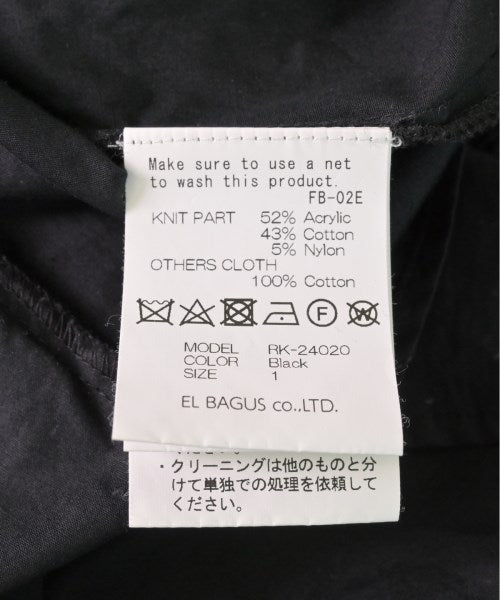 Make sure to use a net
to wash this product.
FB-02E
KNIT PART 52% Acrylic
43% Cotton
5% Nylon
OTHERS CLOTH
100% Cotton
F W
MODEL RK-24020
COLOR Black
SIZE 1
EL BAGUS co.,LTD.
・クリーニングは他のものと分
けて単独での処理を依頼して
ください。